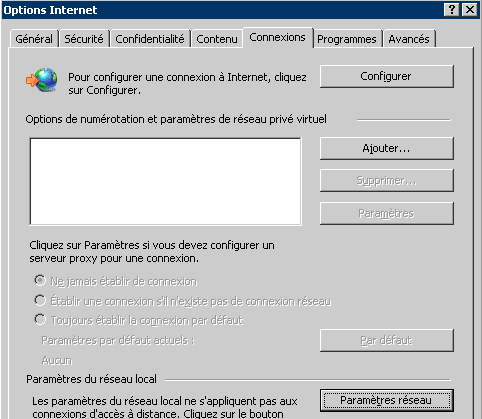 Options Internet
Général Sécurité Confidentialité Contenu Connexions Programmes Avancés
Pour configurer une connexion à Internet, cliquez
sur Configurer.
Configurer
Options de numérotation et paramètres de réseau privé virtuel
Ajouter...
Supprimer...
Paramètres
Cliquez sur Paramètres si vous devez configurer un
serveur proxy pour une connexion.
Ne jamais établir de connexion
Établir une connexion s'il n'existe pas de connexion réseau
Toujours établir la connexion par défaut
Paramètres par défaut actuels :
Par défaut
Aucun
Paramètres du réseau local
Les paramètres du réseau local ne s'appliquent pas aux
connexions d'accès à distance. Cliquez sur le bouton
Paramètres réseau